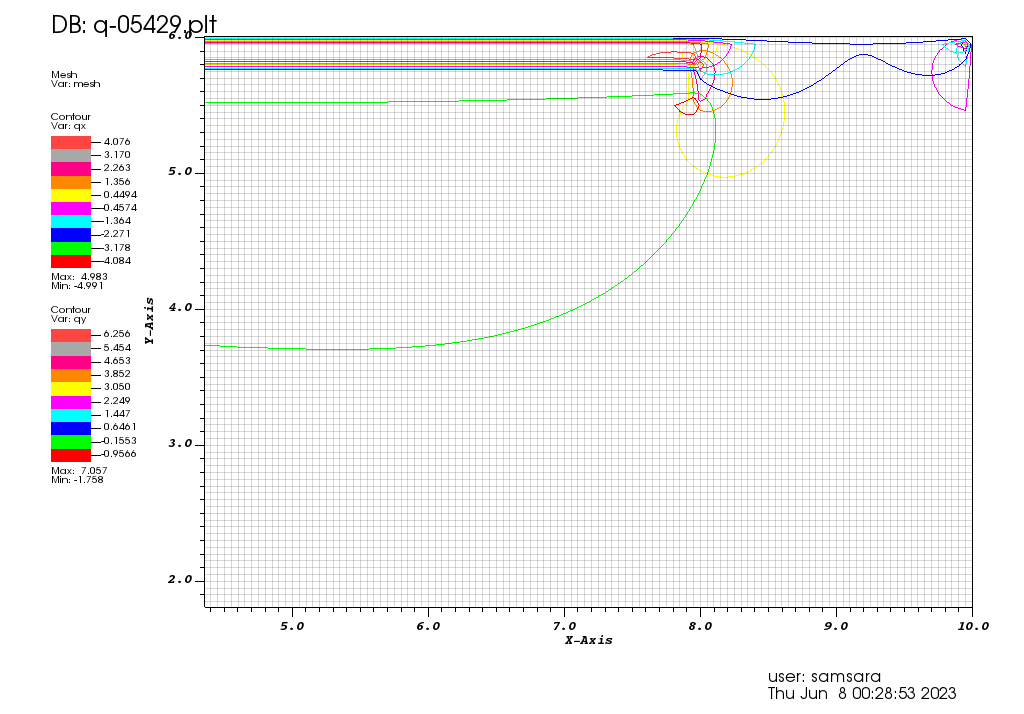 DB: q-05429.plt
Mesh
Var: mesh
Contour
Var: qx
4.076
3.170
2.263
1.356
0.4494
-0.4574
-1.364
-2.271
-3.178
-4.084
Max: 4.983
Min: -4.991
Contour
Var: qy
6.256
5.454
4.653
3.852
3.050
2.249
1.447
0.6461
-0.1553
-0.9566
Max: 7.057
Min: -1.758
Y-Axis
6.0
5.0
4.0
3.0
2.0
5.0 6.0 7.0 8.0 9.0 10.0
X-Axis
user: samsara
Thu Jun 8 00:28:53 2023